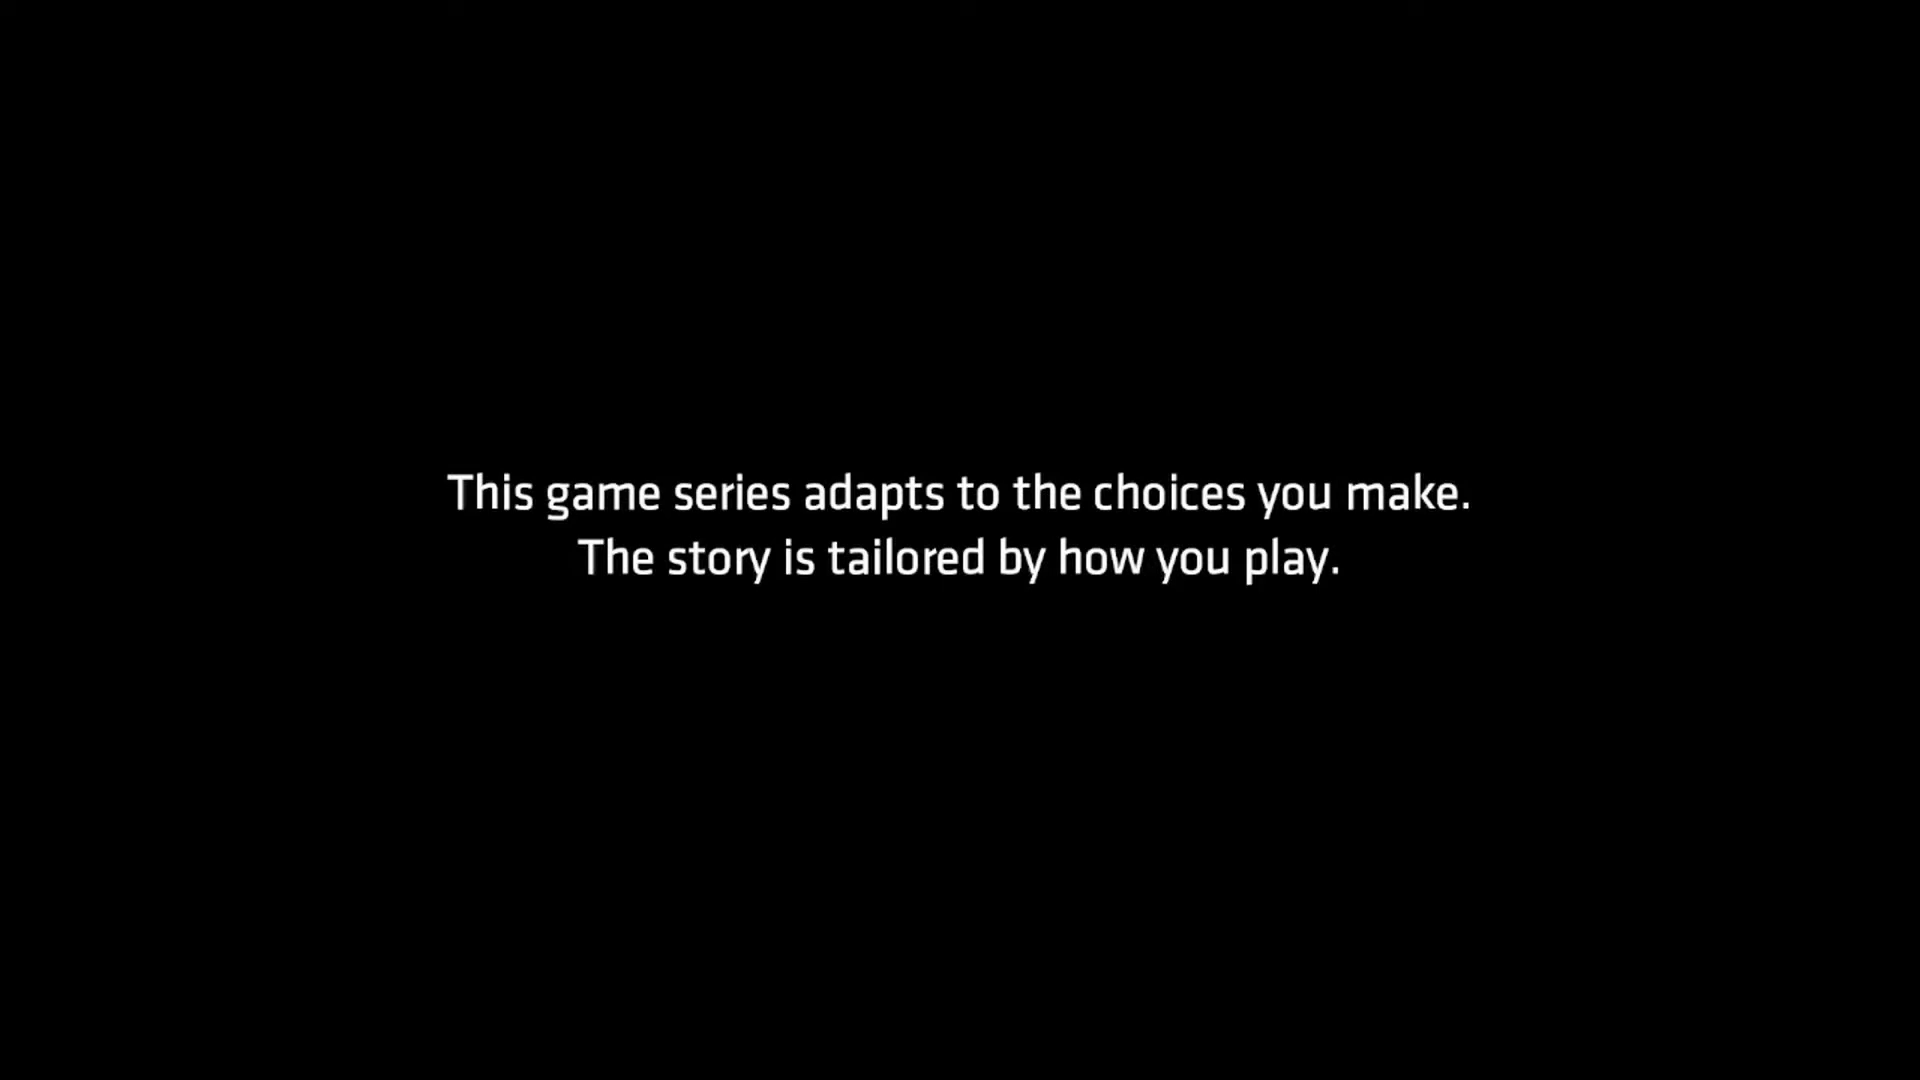 This game series adapts to the choices you make.
The story is tailored by how you play.